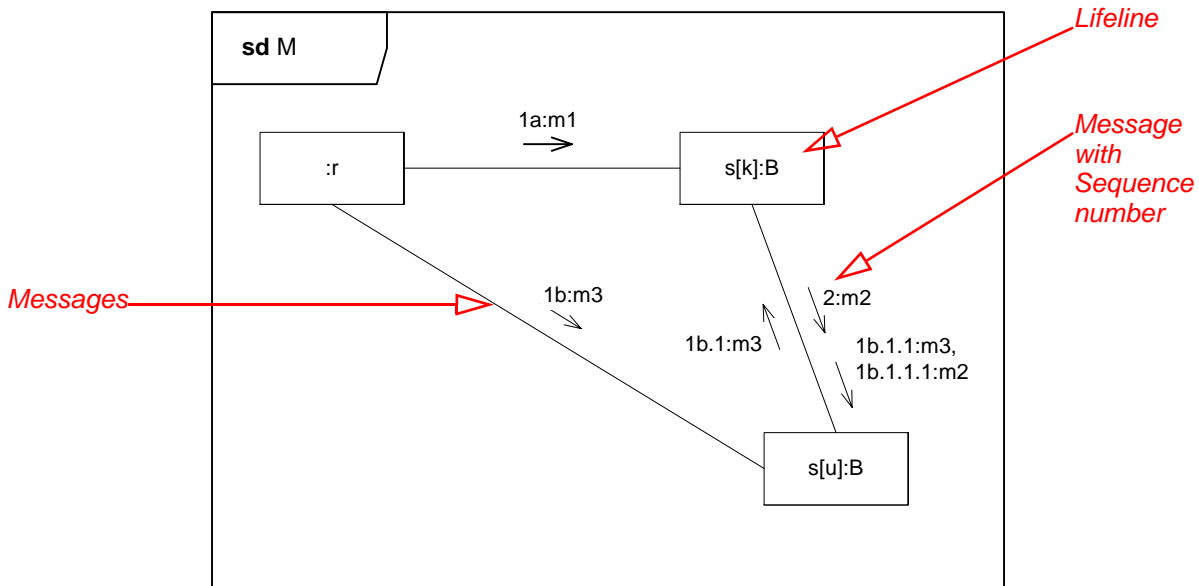 Lifeline
sd M
1a:m1
Message
with
Sequence
number
:r
s[k]:B
Messages
1b:m3
2:m2
1b.1:m3
1b.1.1:m3,
1b.1.1.1:m2
s[u]:B